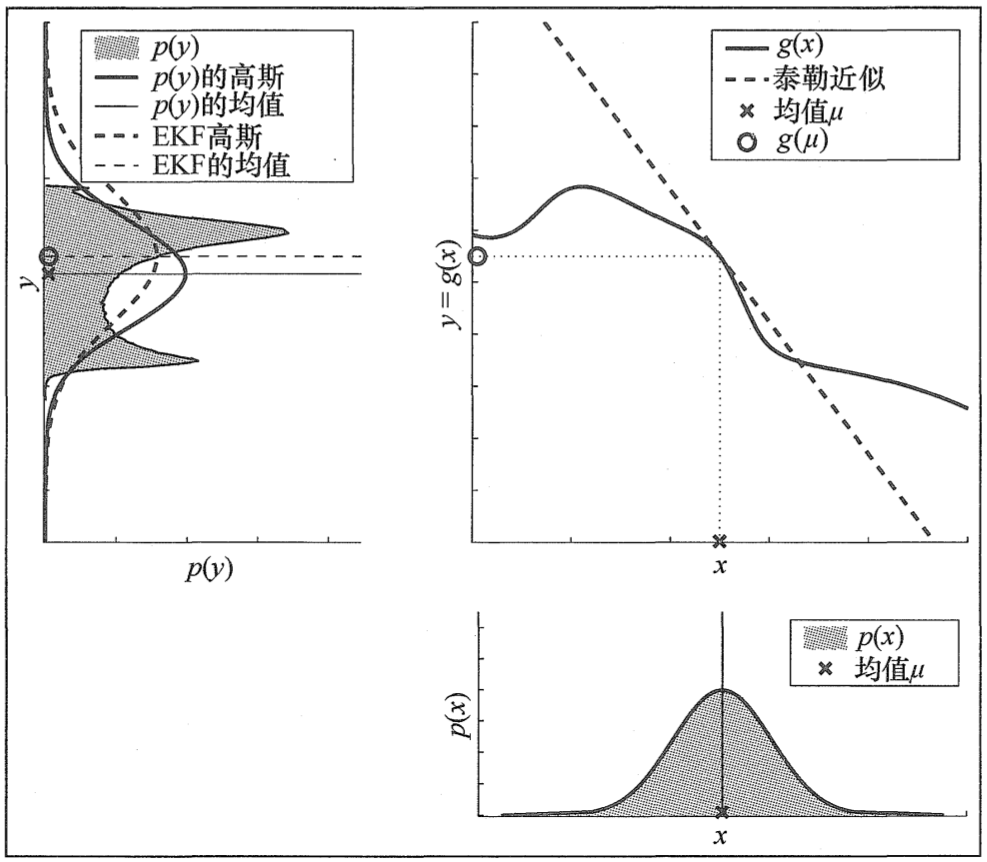 p(y)
p(y)的高斯
p(y)的均值
EKF高斯
EKF的均值
y
p(y)
g(x)
泰勒近似
均值μ
g(μ)
y = g(x)
x
p(x)
均值μ
p(x)
x